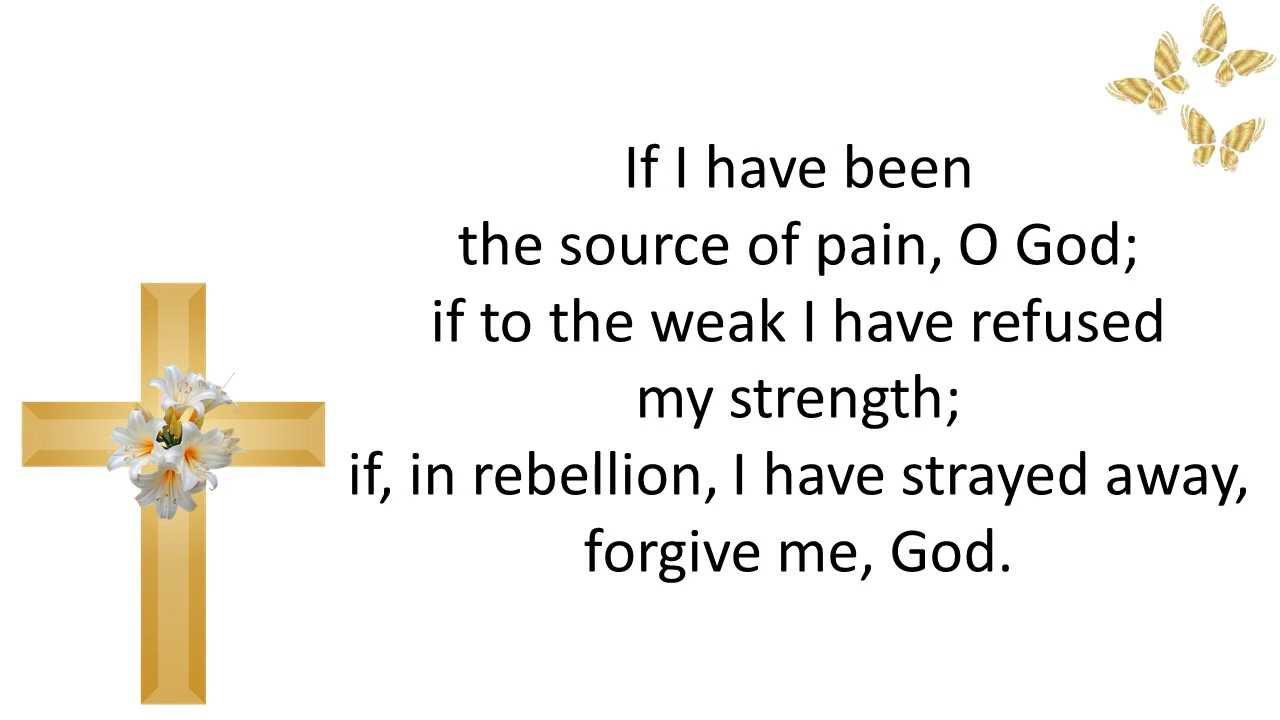 If I have been
the source of pain, O God;
if to the weak I have refused
my strength;
if, in rebellion, I have strayed away,
forgive me, God.